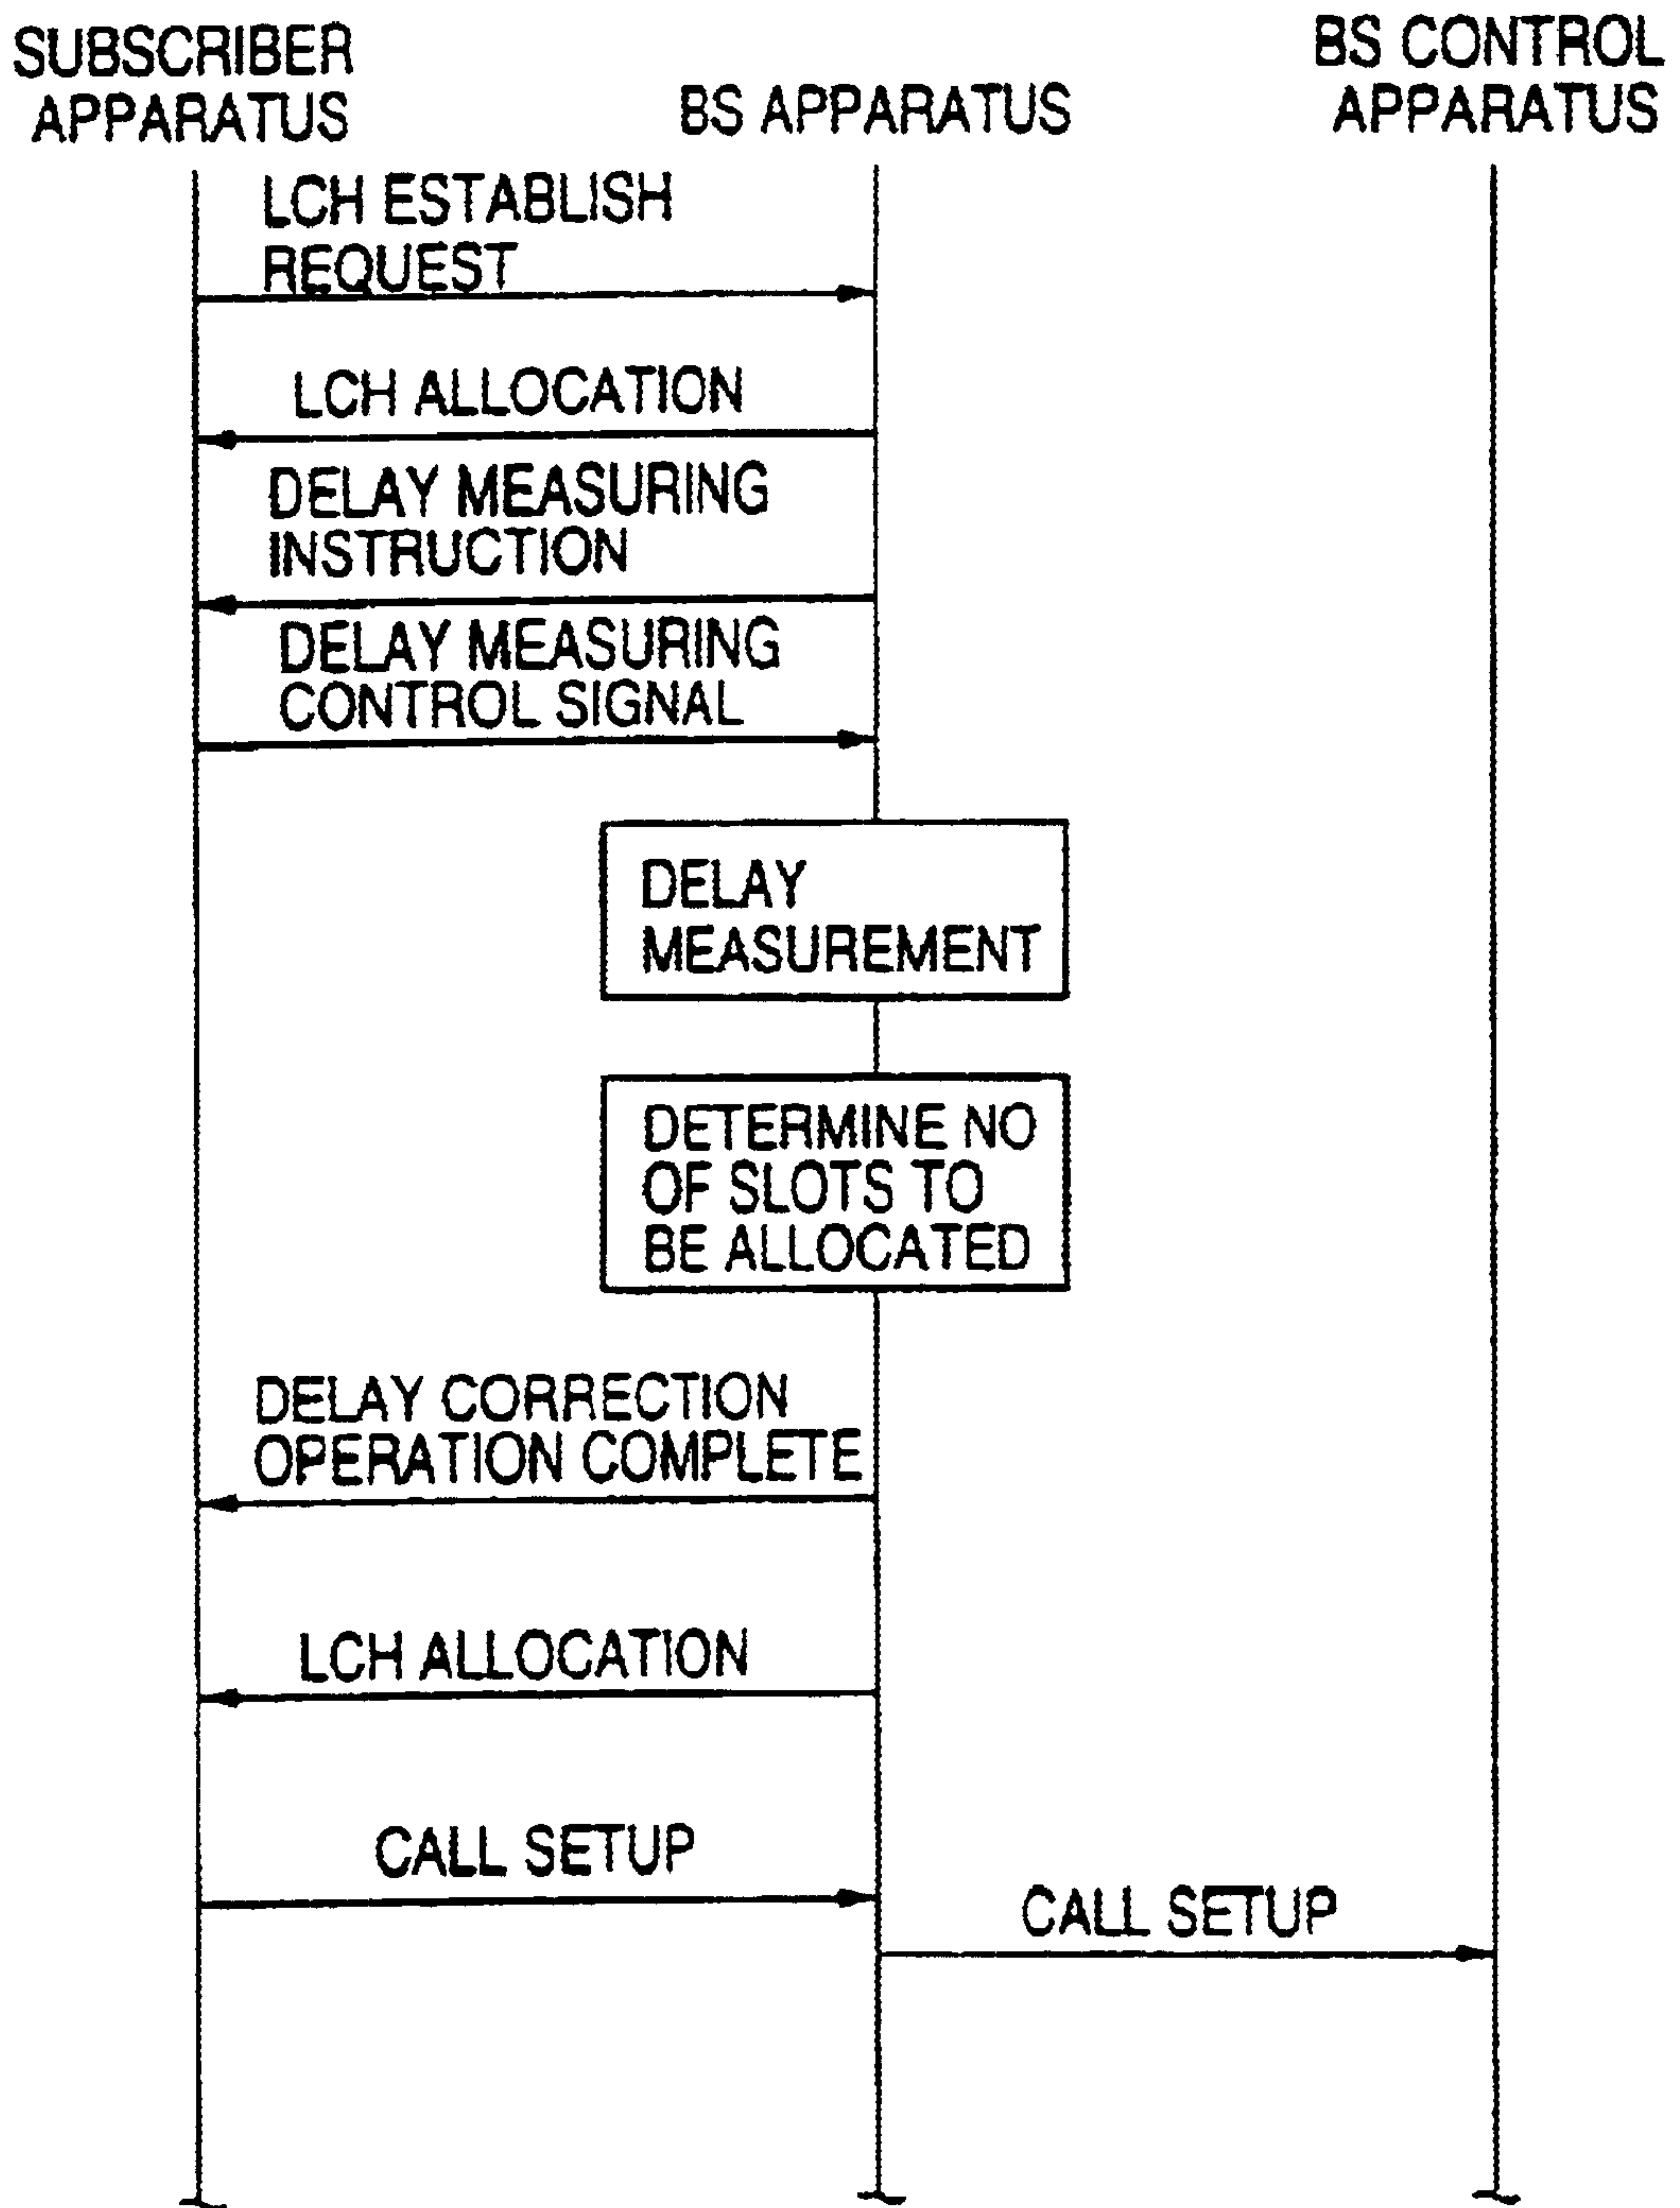 SUBSCRIBER
APPARATUS
BS APPARATUS
BS CONTROL
APPARATUS
LCH ESTABLISH
REQUEST
LCH ALLOCATION
DELAY MEASURING
INSTRUCTION
DELAY MEASURING
CONTROL SIGNAL
DELAY
MEASUREMENT
DETERMINE NO
OF SLOTS TO
BE ALLOCATED
DELAY CORRECTION
OPERATION COMPLETE
LCH ALLOCATION
CALL SETUP
CALL SETUP